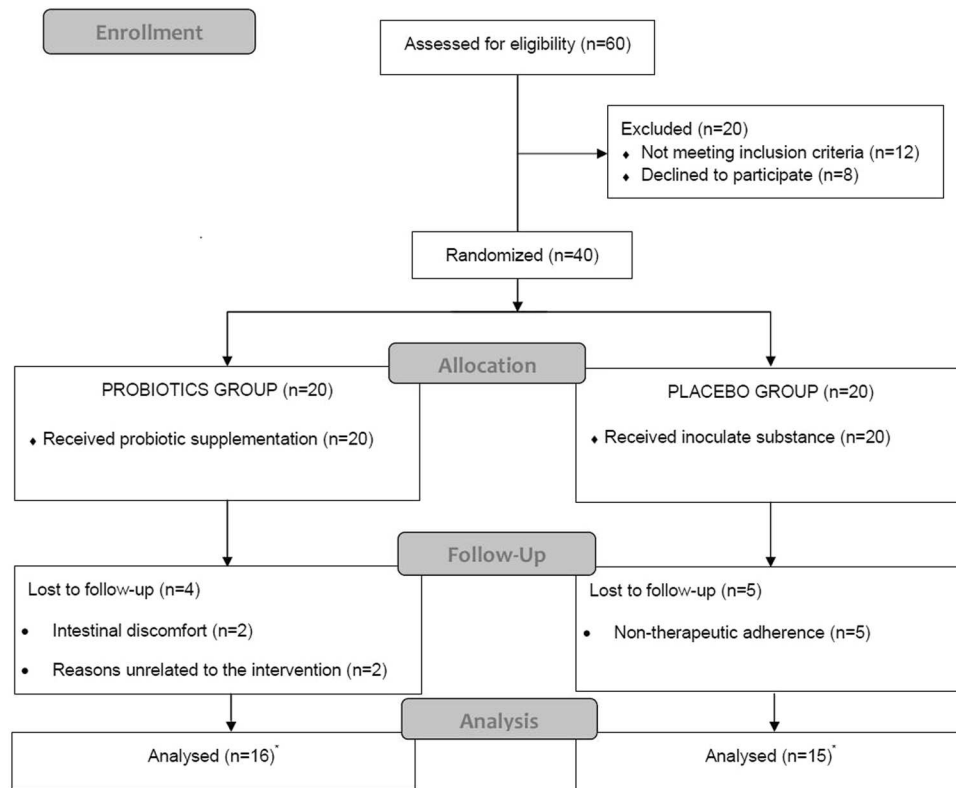 Enrollment
Assessed for eligibility (n=60)
Excluded (n=20)
♦ Not meeting inclusion criteria (n=12)
♦ Declined to participate (n=8)
Randomized (n=40)
Allocation
PROBIOTICS GROUP (n=20)
♦ Received probiotic supplementation (n=20)
PLACEBO GROUP (n=20)
♦ Received inoculate substance (n=20)
Follow-Up
Lost to follow-up (n=4)
• Intestinal discomfort (n=2)
• Reasons unrelated to the intervention (n=2)
Lost to follow-up (n=5)
• Non-therapeutic adherence (n=5)
Analysis
Analysed (n=16)*
Analysed (n=15)*